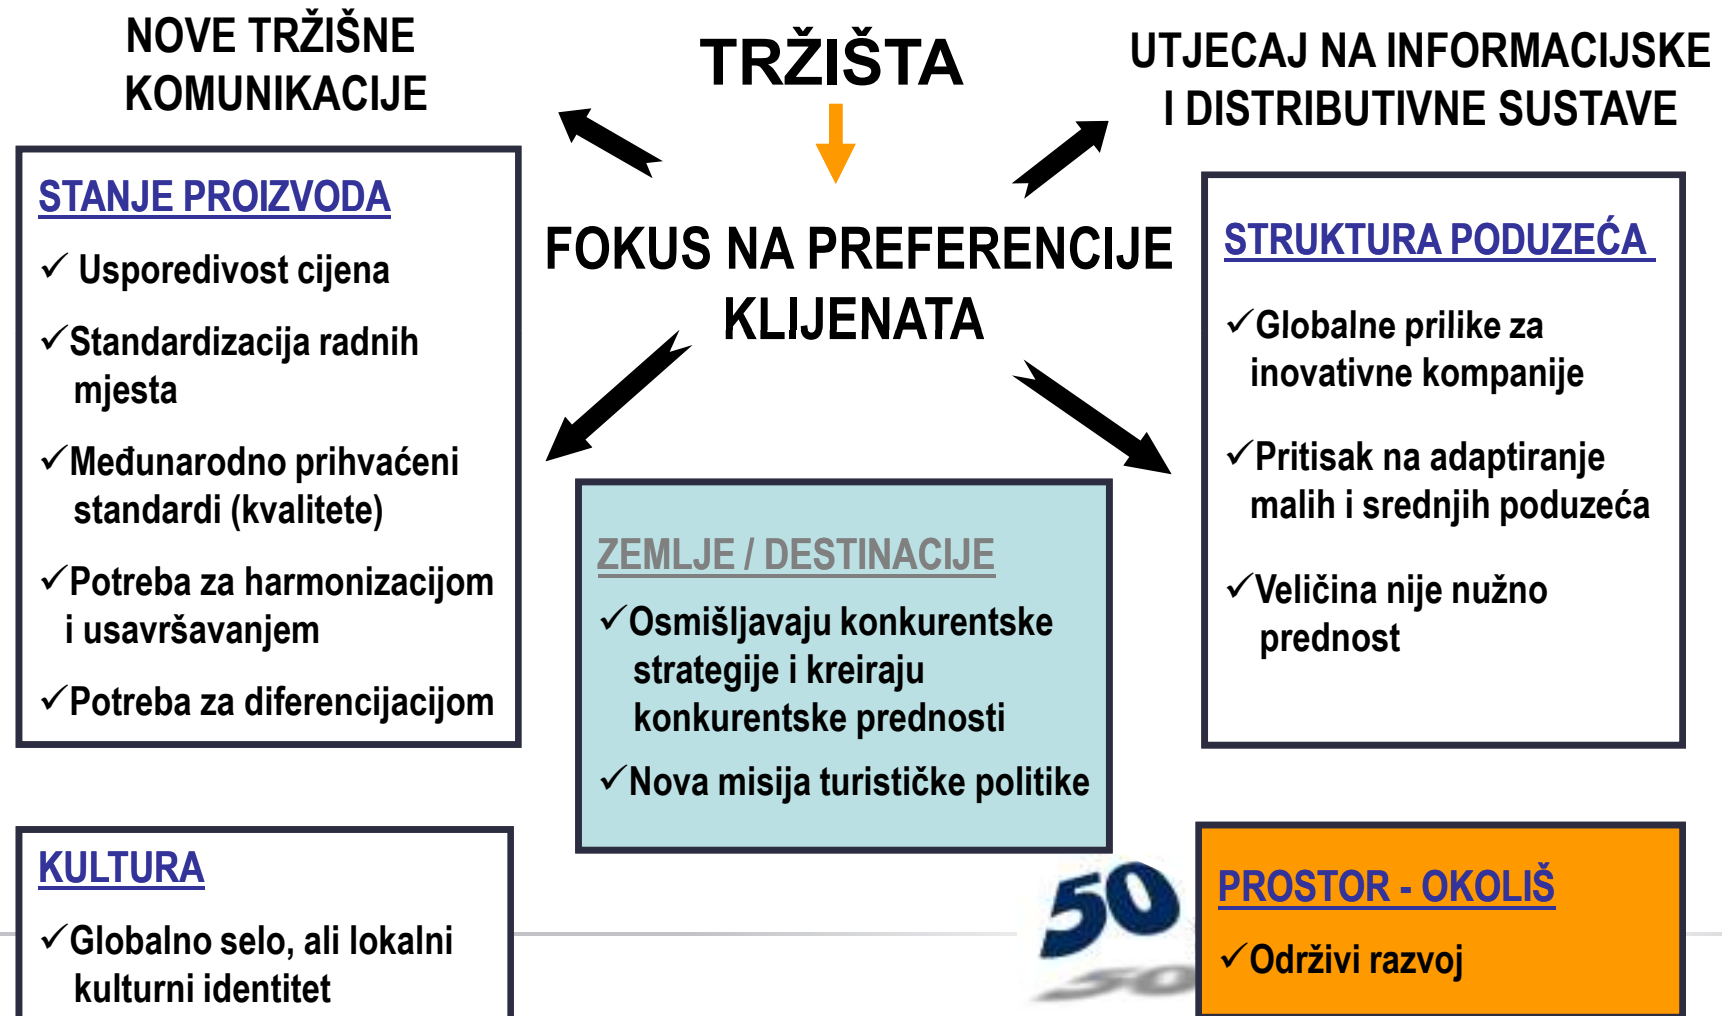 NOVE TRŽIŠNE
KOMUNIKACIJE
TRŽIŠTA
UTJECAJ NA INFORMACIJSKE
I DISTRIBUTIVNE SUSTAVE
FOKUS NA PREFERENCIJE
KLIJENATA
STANJE PROIZVODA
✓ Usporedivost cijena
✓Standardizacija radnih
mjesta
✓Međunarodno prihvaćeni
standardi (kvalitete)
✓Potreba za harmonizacijom
i usavršavanjem
✓Potreba za diferencijacijom
STRUKTURA PODUZEĆA
✓Globalne prilike za
inovativne kompanije
✓Pritisak na adaptiranje
malih i srednjih poduzeća
✓Veličina nije nužno
prednost
ZEMLJE / DESTINACIJE
✓Osmišljavaju konkurentske
strategije i kreiraju
konkurentske prednosti
✓Nova misija turističke politike
KULTURA
✓Globalno selo, ali lokalni
kulturni identitet
50
PROSTOR - OKOLIŠ
✓Održivi razvoj